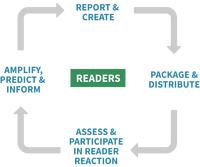 REPORT &
CREATE
AMPLIFY,
PREDICT &
INFORM
READERS
PACKAGE &
DISTRIBUTE
ASSESS &
PARTICIPATE
IN READER
REACTION